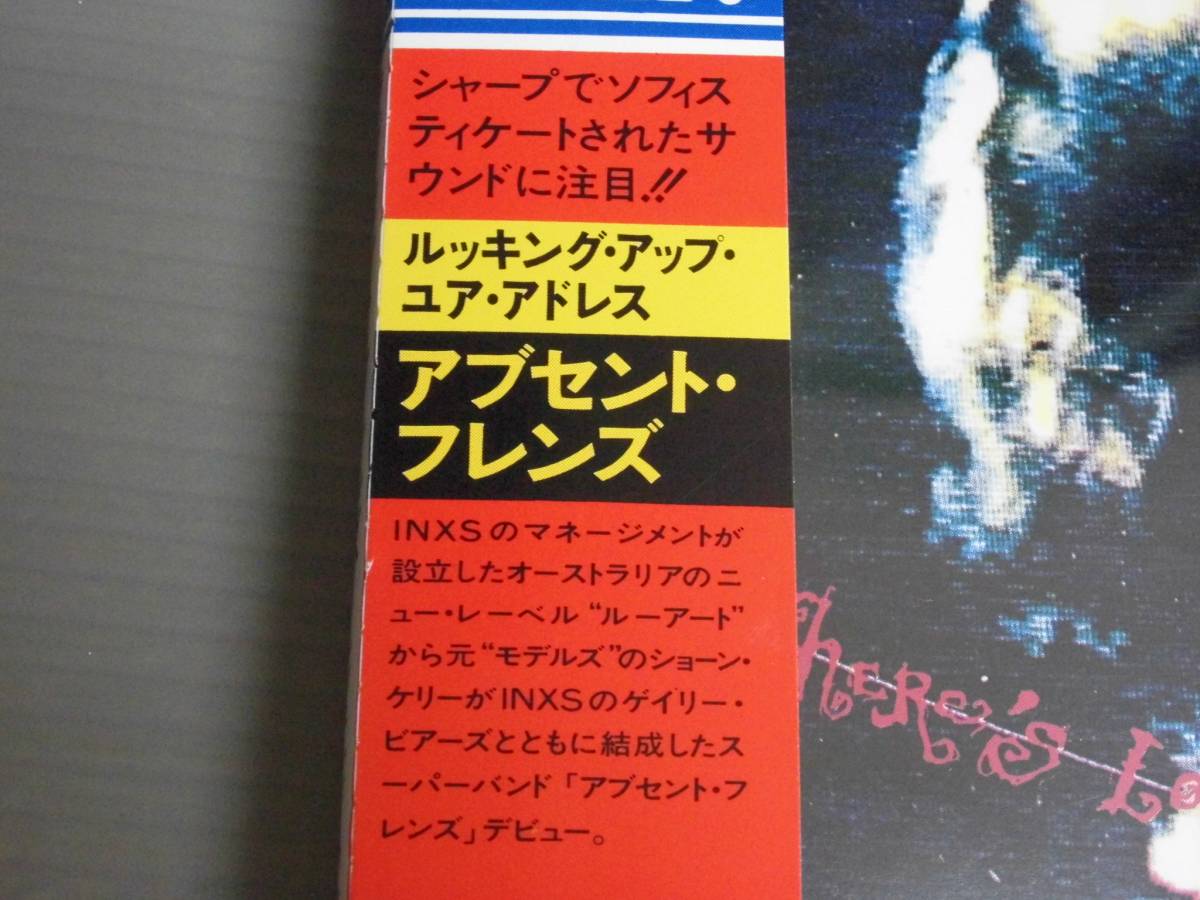 シャープでソフィス
ティケートされたサ
ウンドに注目!!
ルッキング・アップ・
ユア・アドレス
アブセント・
フレンズ
INXSのマネージメントが
設立したオーストラリアのニ
ュー・レーベル“ルーアート”
から元“モデルズ”のショーン・
ケリーがINXSのゲイリー・
ビアーズとともに結成したス
ーパーバンド「アブセント・フ
レンズ」デビュー。
Here's